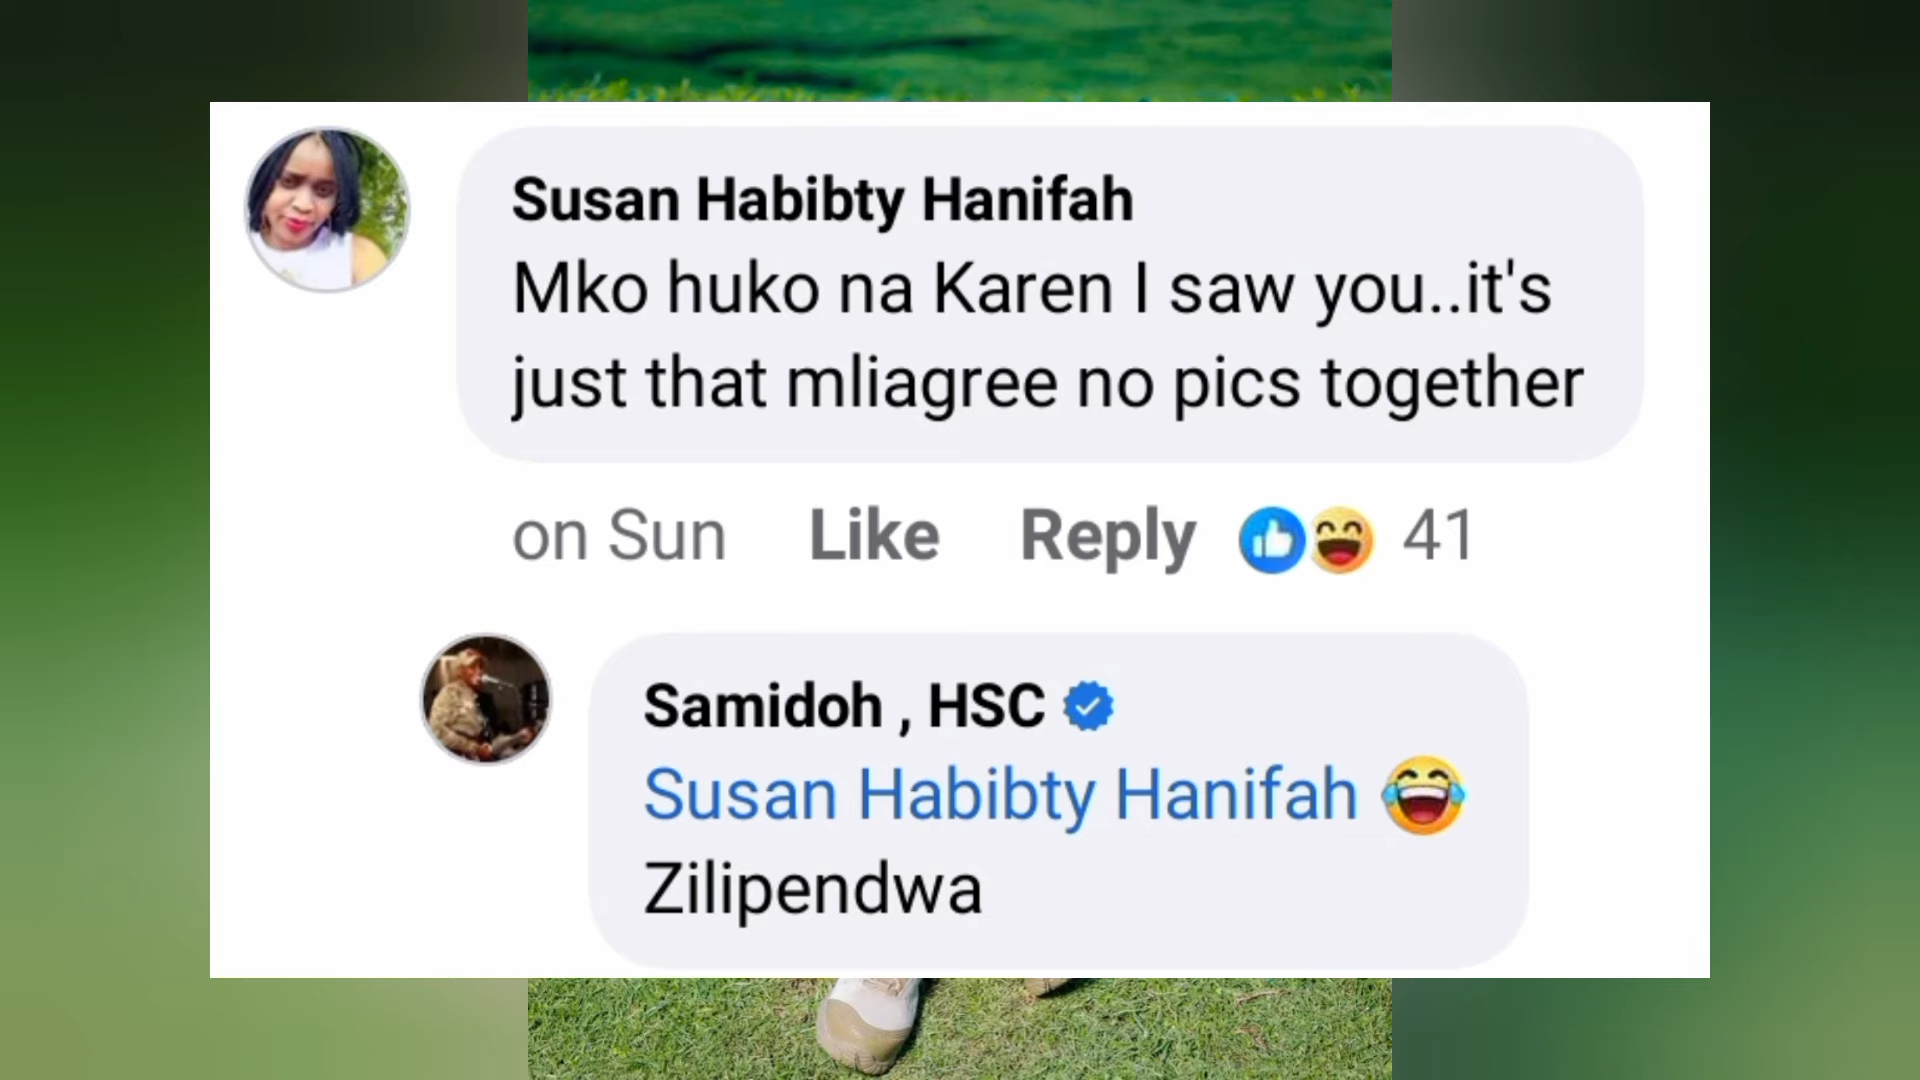 Susan Habibty Hanifah
Mko huko na Karen I saw you..it's
just that mliagree no pics together
on Sun Like Reply 41
Samidoh , HSC
Susan Habibty Hanifah 😂
Zilipendwa